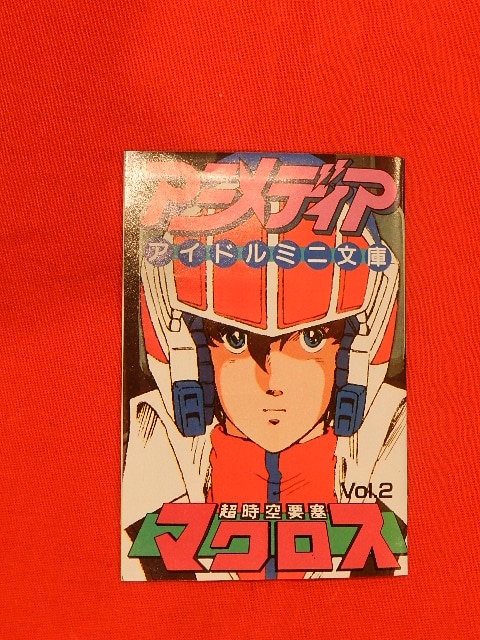 アニメディア
アイドルミニ文庫
Vol.2
超時空要塞
マクロス